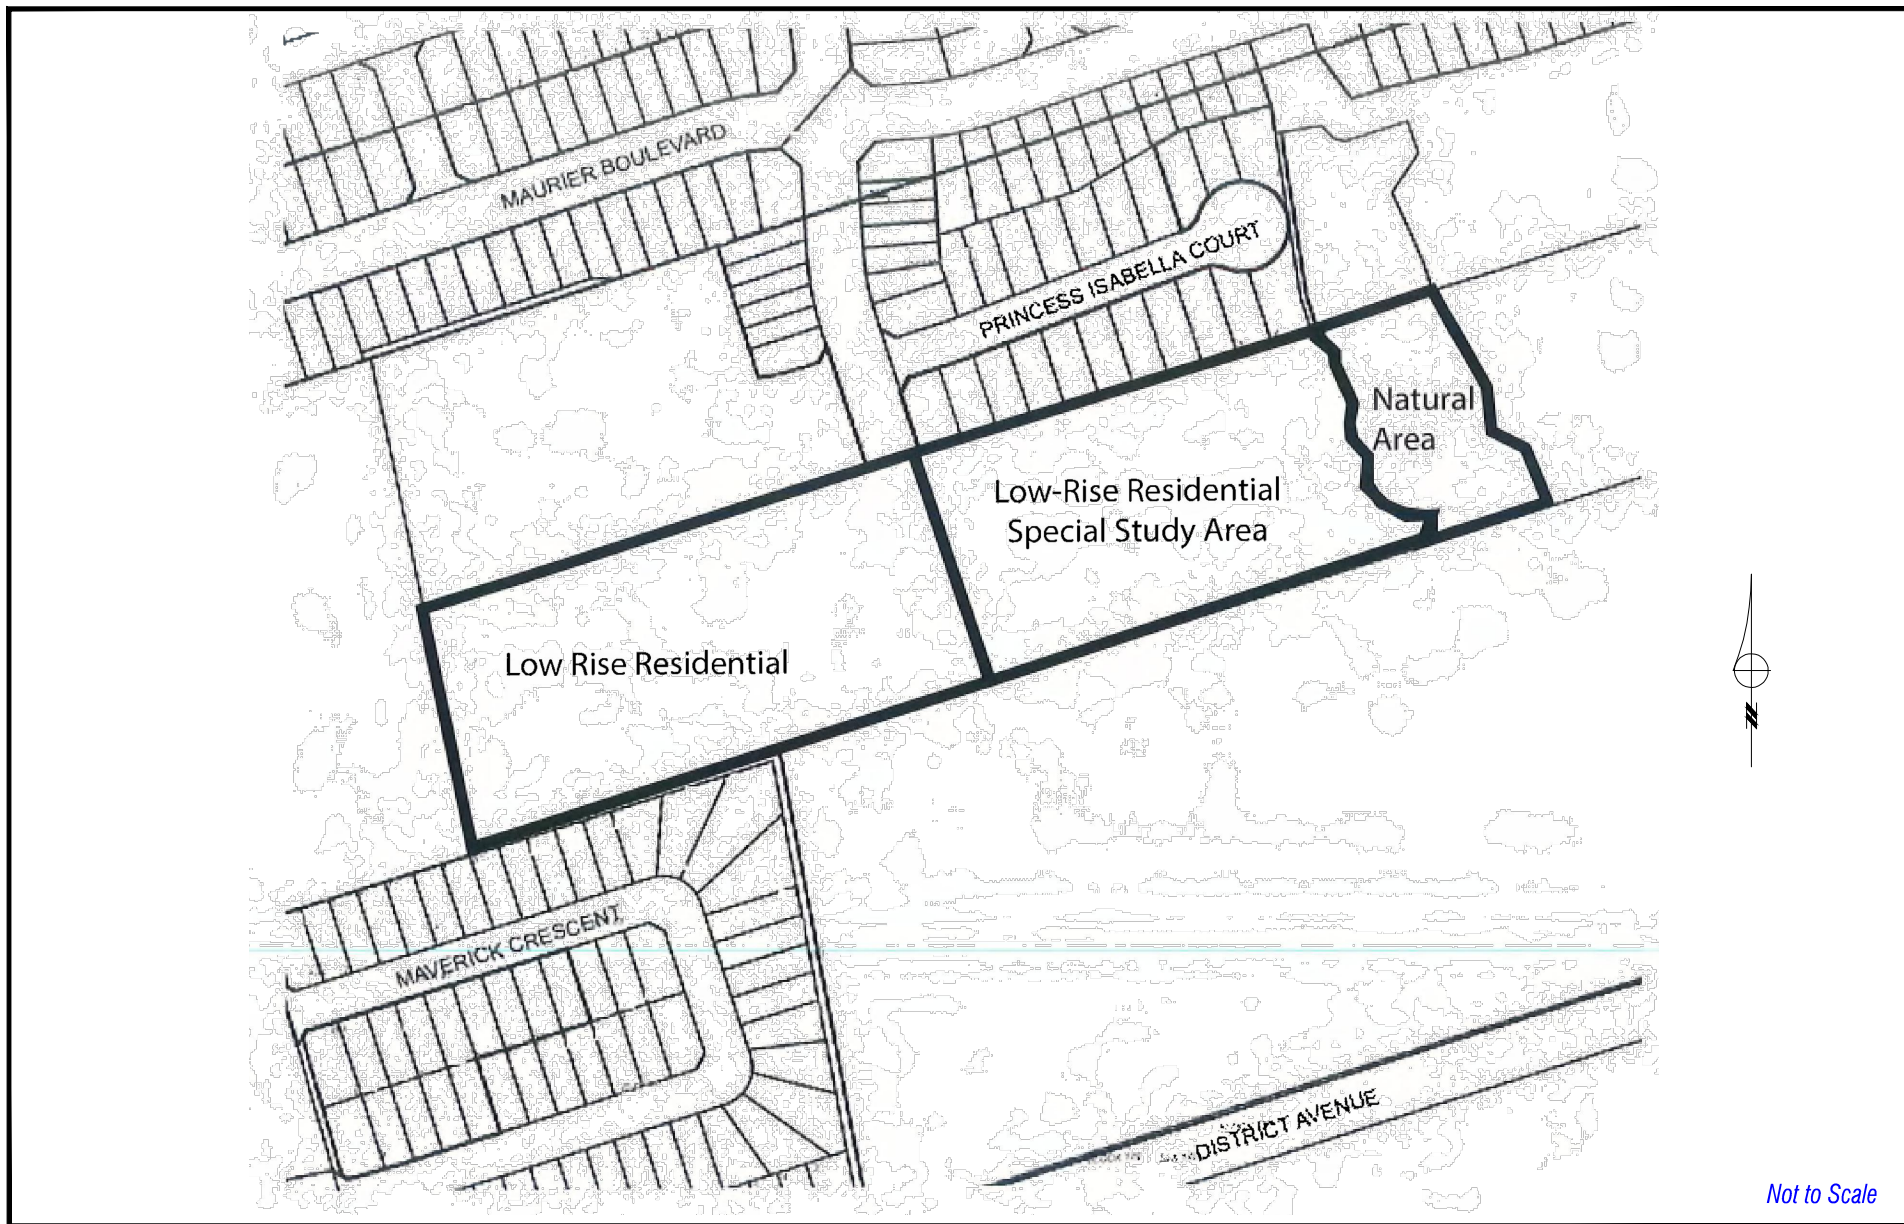 MAURIER BOULEVARD
PRINCESS ISABELLA COURT
Natural
Area
Low-Rise Residential
Special Study Area
Low Rise Residential
N
MAVERICK CRESCENT
DISTRICT AVENUE
Not to Scale